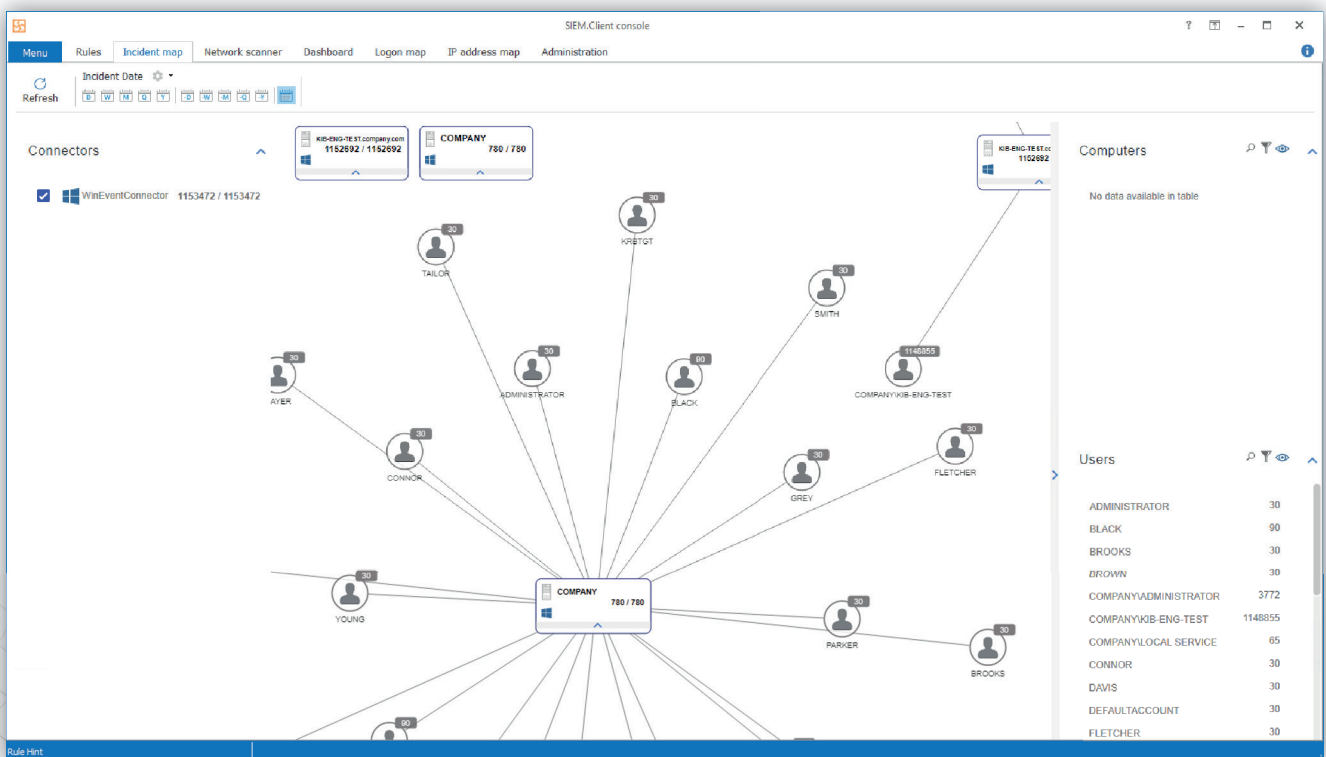 SIEM.Client console
Menu Rules Incident map Network scanner Dashboard Logon map IP address map Administration
Refresh
Incident Date
D W M Q Y -D -W -M -Q -Y
Connectors
WinEventConnector 1153472 / 1153472
KIB-ENG-TEST.company.com
1152692 / 1152692
COMPANY
780 / 780
KIB-ENG-TEST.cc
1152692
30
KRBTGT
30
TAILOR
30
SMITH
30
AYER
30
ADMINISTRATOR
90
BLACK
1148855
COMPANY\KIB-ENG-TEST
30
CONNOR
30
GREY
30
FLETCHER
30
YOUNG
COMPANY
780 / 780
30
PARKER
30
BROOKS
90
Computers
No data available in table
Users
ADMINISTRATOR 30
BLACK 90
BROOKS 30
BROWN 30
COMPANY\ADMINISTRATOR 3772
COMPANY\KIB-ENG-TEST 1148855
COMPANY\LOCAL SERVICE 65
CONNOR 30
DAVIS 30
DEFAULTACCOUNT 30
FLETCHER 30
Rule Hint